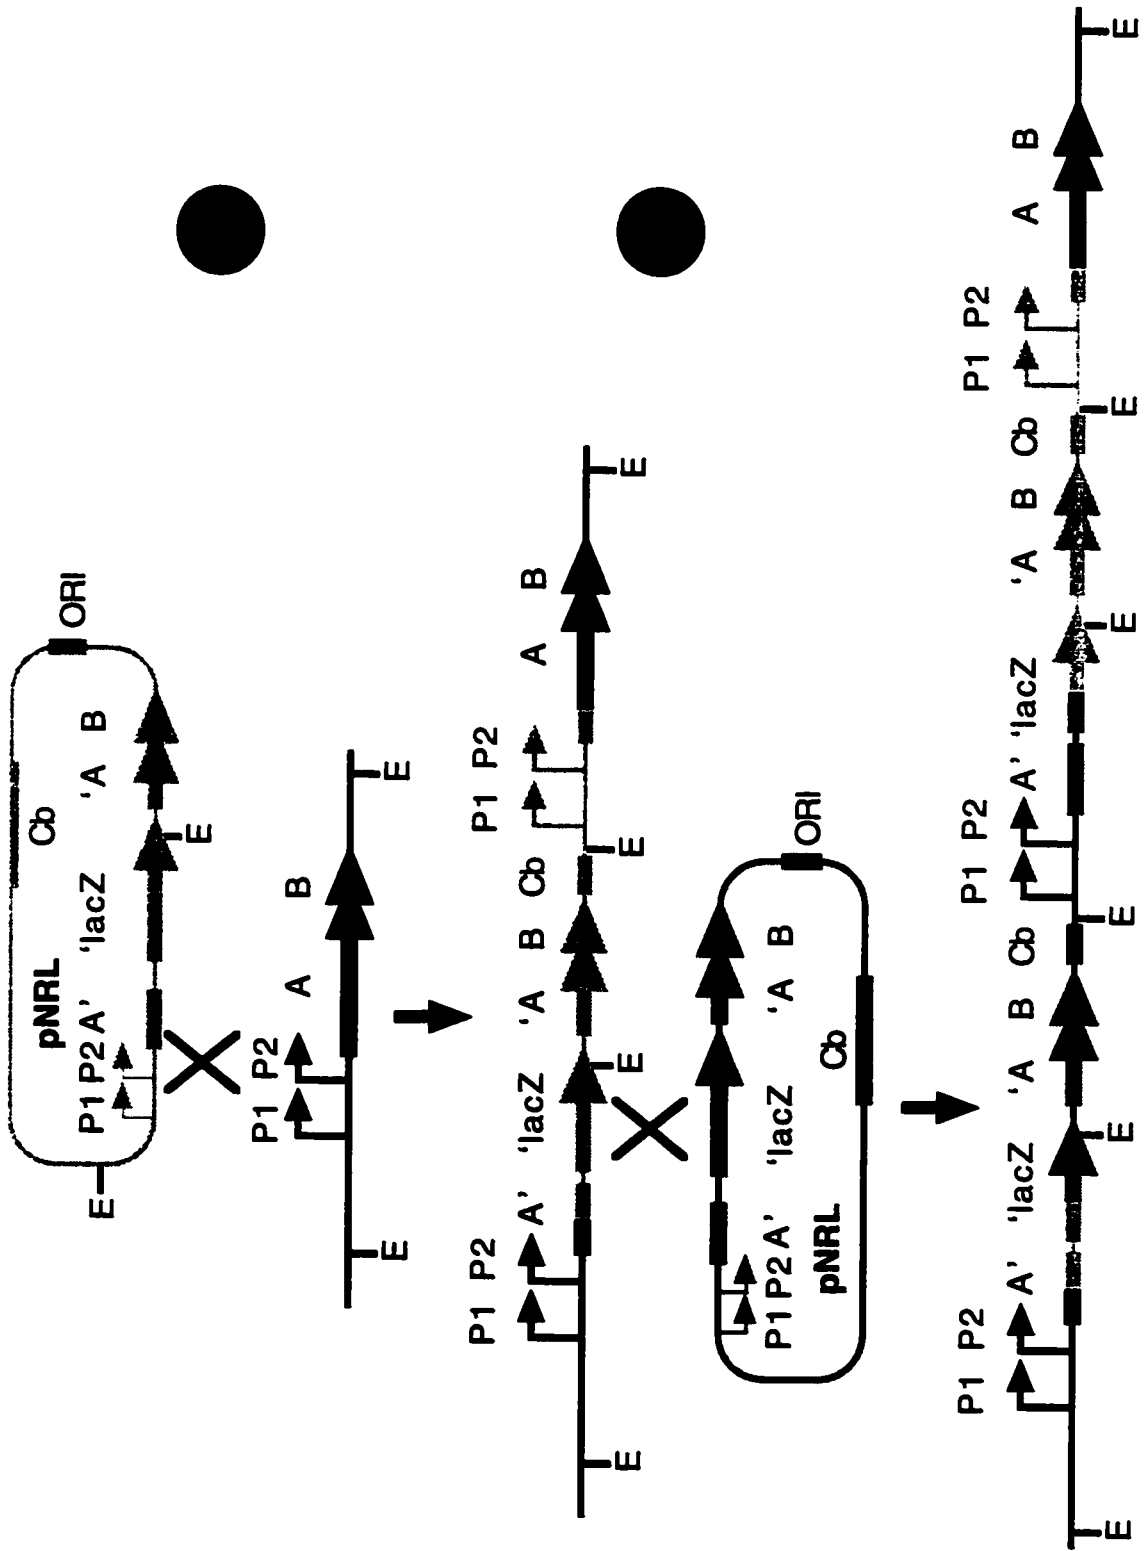 Cb
pNRL ORI
P1 P2 A' 'lacZ 'A B
E
E
P1 P2 A B
E E
P1 P2 P1 P2
A' 'lacZ 'A B Cb A B
E E E E
P1 P2 A' 'lacZ 'A B
pNRL Cb ORI
P1 P2 P1 P2 P1 P2
A' 'lacZ 'A B Cb A' 'lacZ 'A B Cb A B
E E E E E E